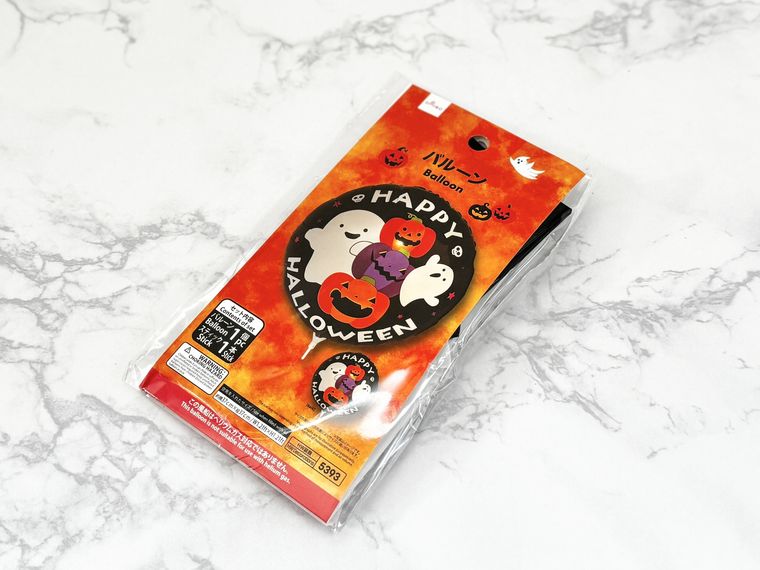 バルーン
Balloon
HAPPY
HALLOWEEN
セット内容
Contents of set
バルーン 1個
Balloon 1pc
スティック 1本
Stick 1Stick
HAPPY
HALLOWEEN
WARNING:
CHOKING HAZARD
この風船はヘリウムガス対応ではありません。
This balloon is not suitable for use with helium gas.
5393